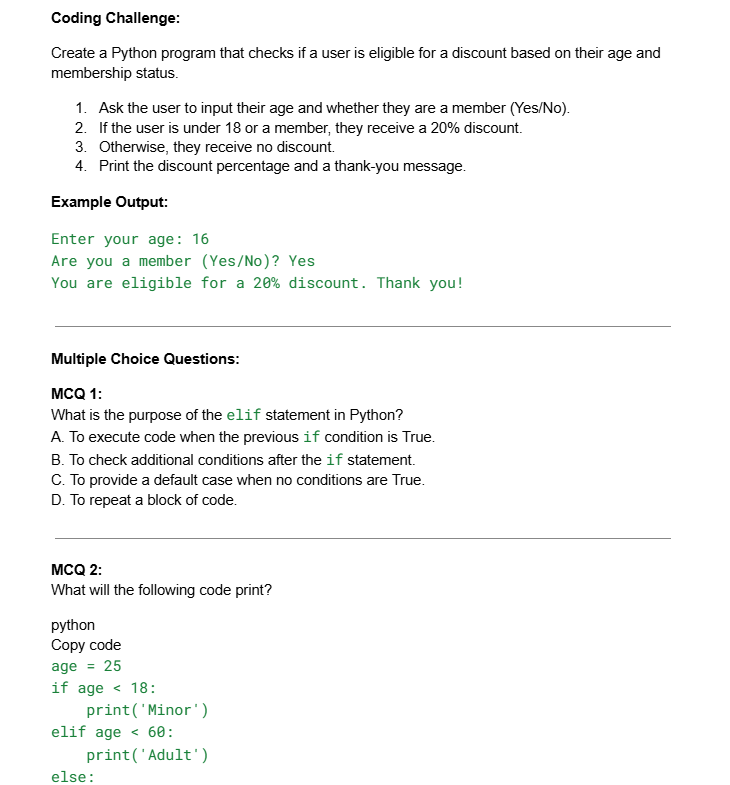 Coding Challenge:
Create a Python program that checks if a user is eligible for a discount based on their age and
membership status.
1. Ask the user to input their age and whether they are a member (Yes/No).
2. If the user is under 18 or a member, they receive a 20% discount.
3. Otherwise, they receive no discount.
4. Print the discount percentage and a thank-you message.
Example Output:
Enter your age: 16
Are you a member (Yes/No)? Yes
You are eligible for a 20% discount. Thank you!
Multiple Choice Questions:
MCQ 1:
What is the purpose of the elif statement in Python?
A. To execute code when the previous if condition is True.
B. To check additional conditions after the if statement.
C. To provide a default case when no conditions are True.
D. To repeat a block of code.
MCQ 2:
What will the following code print?
python
Copy code
age = 25
if age < 18:
    print('Minor')
elif age < 60:
    print('Adult')
else: